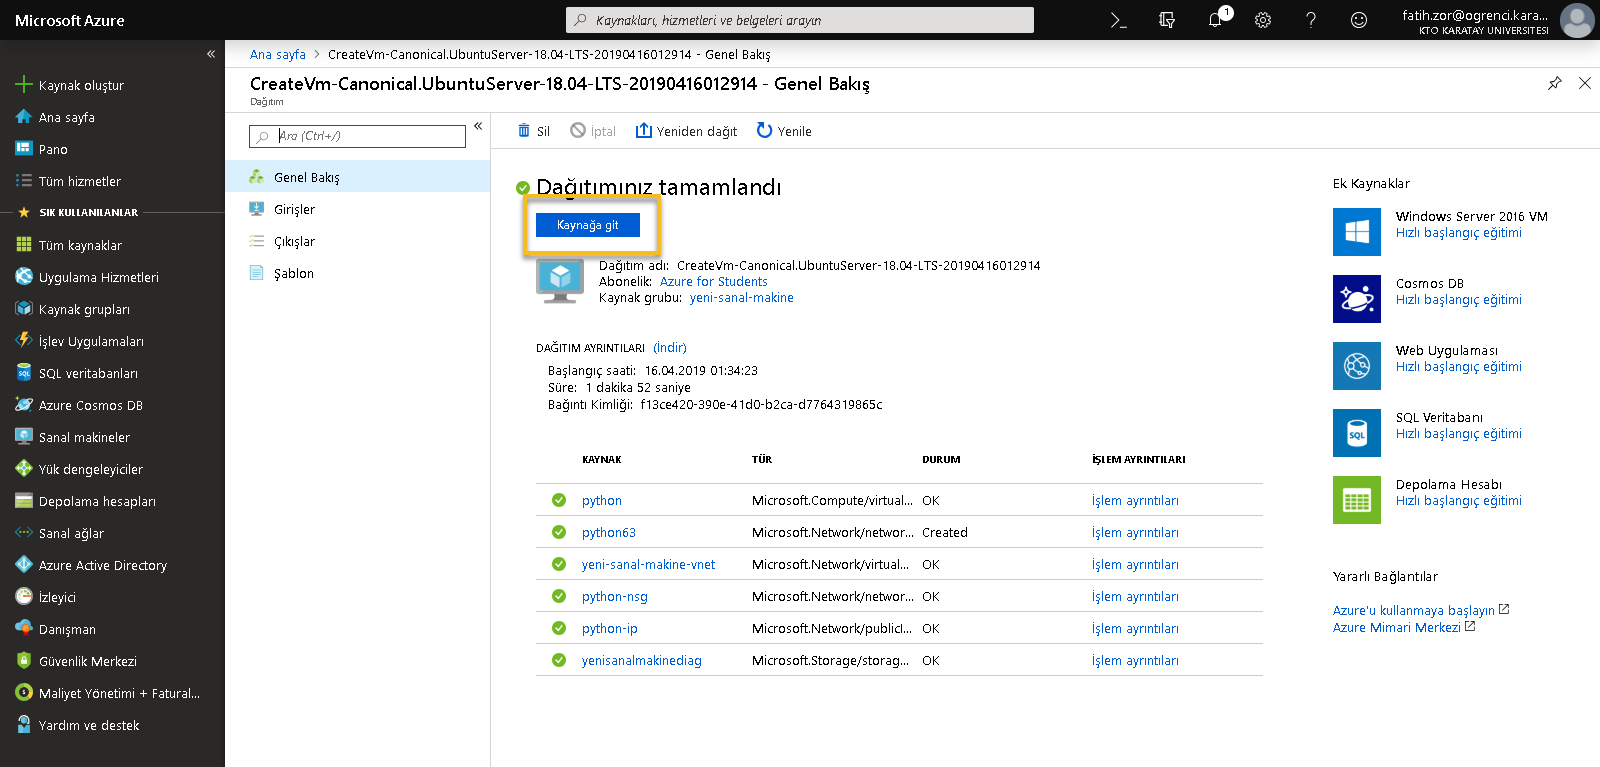 Microsoft Azure
Kaynakları, hizmetleri ve belgeleri arayın
1
fatih.zor@ogrenci.kara...
KTO KARATAY UNIVERSITESI
Kaynak oluştur
Ana sayfa
Pano
Tüm hizmetler
SIK KULLANILANLAR
Tüm kaynaklar
Uygulama Hizmetleri
Kaynak grupları
İşlev Uygulamaları
SQL veritabanları
Azure Cosmos DB
Sanal makineler
Yük dengeleyiciler
Depolama hesapları
Sanal ağlar
Azure Active Directory
İzleyici
Danışman
Güvenlik Merkezi
Maliyet Yönetimi + Fatural...
Yardım ve destek
Ana sayfa > CreateVm-Canonical.UbuntuServer-18.04-LTS-20190416012914 - Genel Bakış
CreateVm-Canonical.UbuntuServer-18.04-LTS-20190416012914 - Genel Bakış
Dağıtım
Ara (Ctrl+/)
Genel Bakış
Girişler
Çıkışlar
Şablon
Sil İptal Yeniden dağıt Yenile
Dağıtımınız tamamlandı
Kaynağa git
Dağıtım adı: CreateVm-Canonical.UbuntuServer-18.04-LTS-20190416012914
Abonelik: Azure for Students
Kaynak grubu: yeni-sanal-makine
DAĞITIM AYRINTILARI (İndir)
Başlangıç saati: 16.04.2019 01:34:23
Süre: 1 dakika 52 saniye
Bağıntı Kimliği: f13ce420-390e-41d0-b2ca-d7764319865c
KAYNAK TÜR DURUM İŞLEM AYRINTILARI
python Microsoft.Compute/virtual... OK İşlem ayrıntıları
python63 Microsoft.Network/networ... Created İşlem ayrıntıları
yeni-sanal-makine-vnet Microsoft.Network/virtual... OK İşlem ayrıntıları
python-nsg Microsoft.Network/networ... OK İşlem ayrıntıları
python-ip Microsoft.Network/publicI... OK İşlem ayrıntıları
yenisanalmakinediag Microsoft.Storage/storag... OK İşlem ayrıntıları
Ek Kaynaklar
Windows Server 2016 VM
Hızlı başlangıç eğitimi
Cosmos DB
Hızlı başlangıç eğitimi
Web Uygulaması
Hızlı başlangıç eğitimi
SQL
SQL Veritabanı
Hızlı başlangıç eğitimi
Depolama Hesabı
Hızlı başlangıç eğitimi
Yararlı Bağlantılar
Azure'u kullanmaya başlayın
Azure Mimari Merkezi